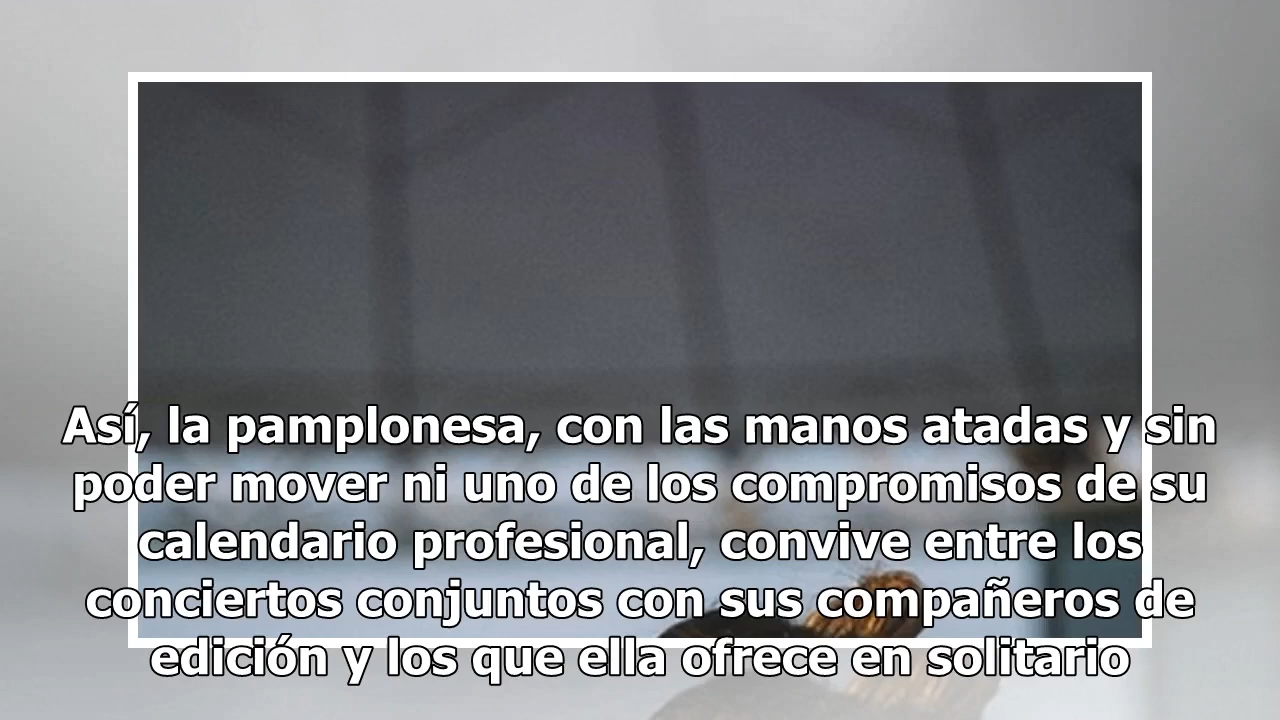 Así, la pamplonesa, con las manos atadas y sin
poder mover ni uno de los compromisos de su
calendario profesional, convive entre los
conciertos conjuntos con sus compañeros de
edición y los que ella ofrece en solitario